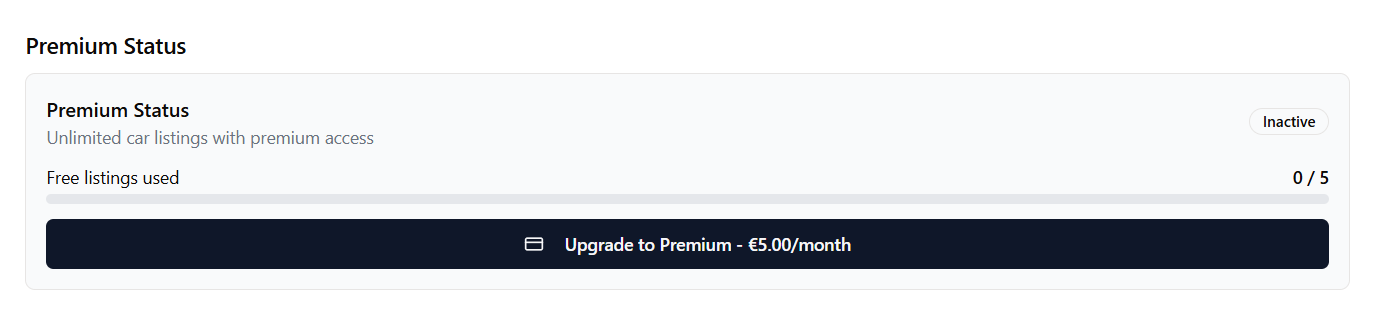 Premium Status
Premium Status
Unlimited car listings with premium access
Inactive
Free listings used
0 / 5
Upgrade to Premium - €5.00/month